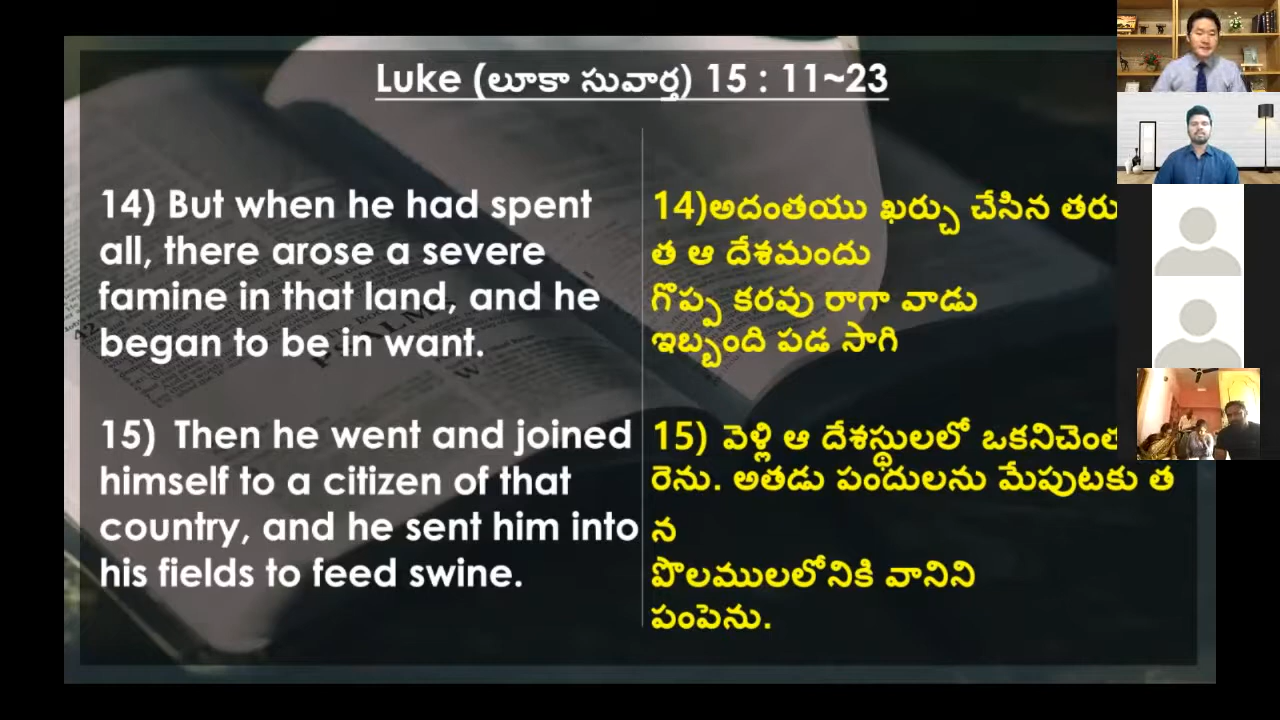 Luke (లూకా సువార్త) 15 : 11~23
14) But when he had spent
all, there arose a severe
famine in that land, and he
began to be in want.
15) Then he went and joined
himself to a citizen of that
country, and he sent him into
his fields to feed swine.
14)అదంతయు ఖర్చు చేసిన తరు
త ఆ దేశమందు
గొప్ప కరవు రాగా వాడు
ఇబ్బంది పడ సాగి
15) వెళ్లి ఆ దేశస్థులలో ఒకనిచెంత
రెను. అతడు పందులను మేపుటకు త
న
పొలములలోనికి వానిని
పంపెను.
PSALMS